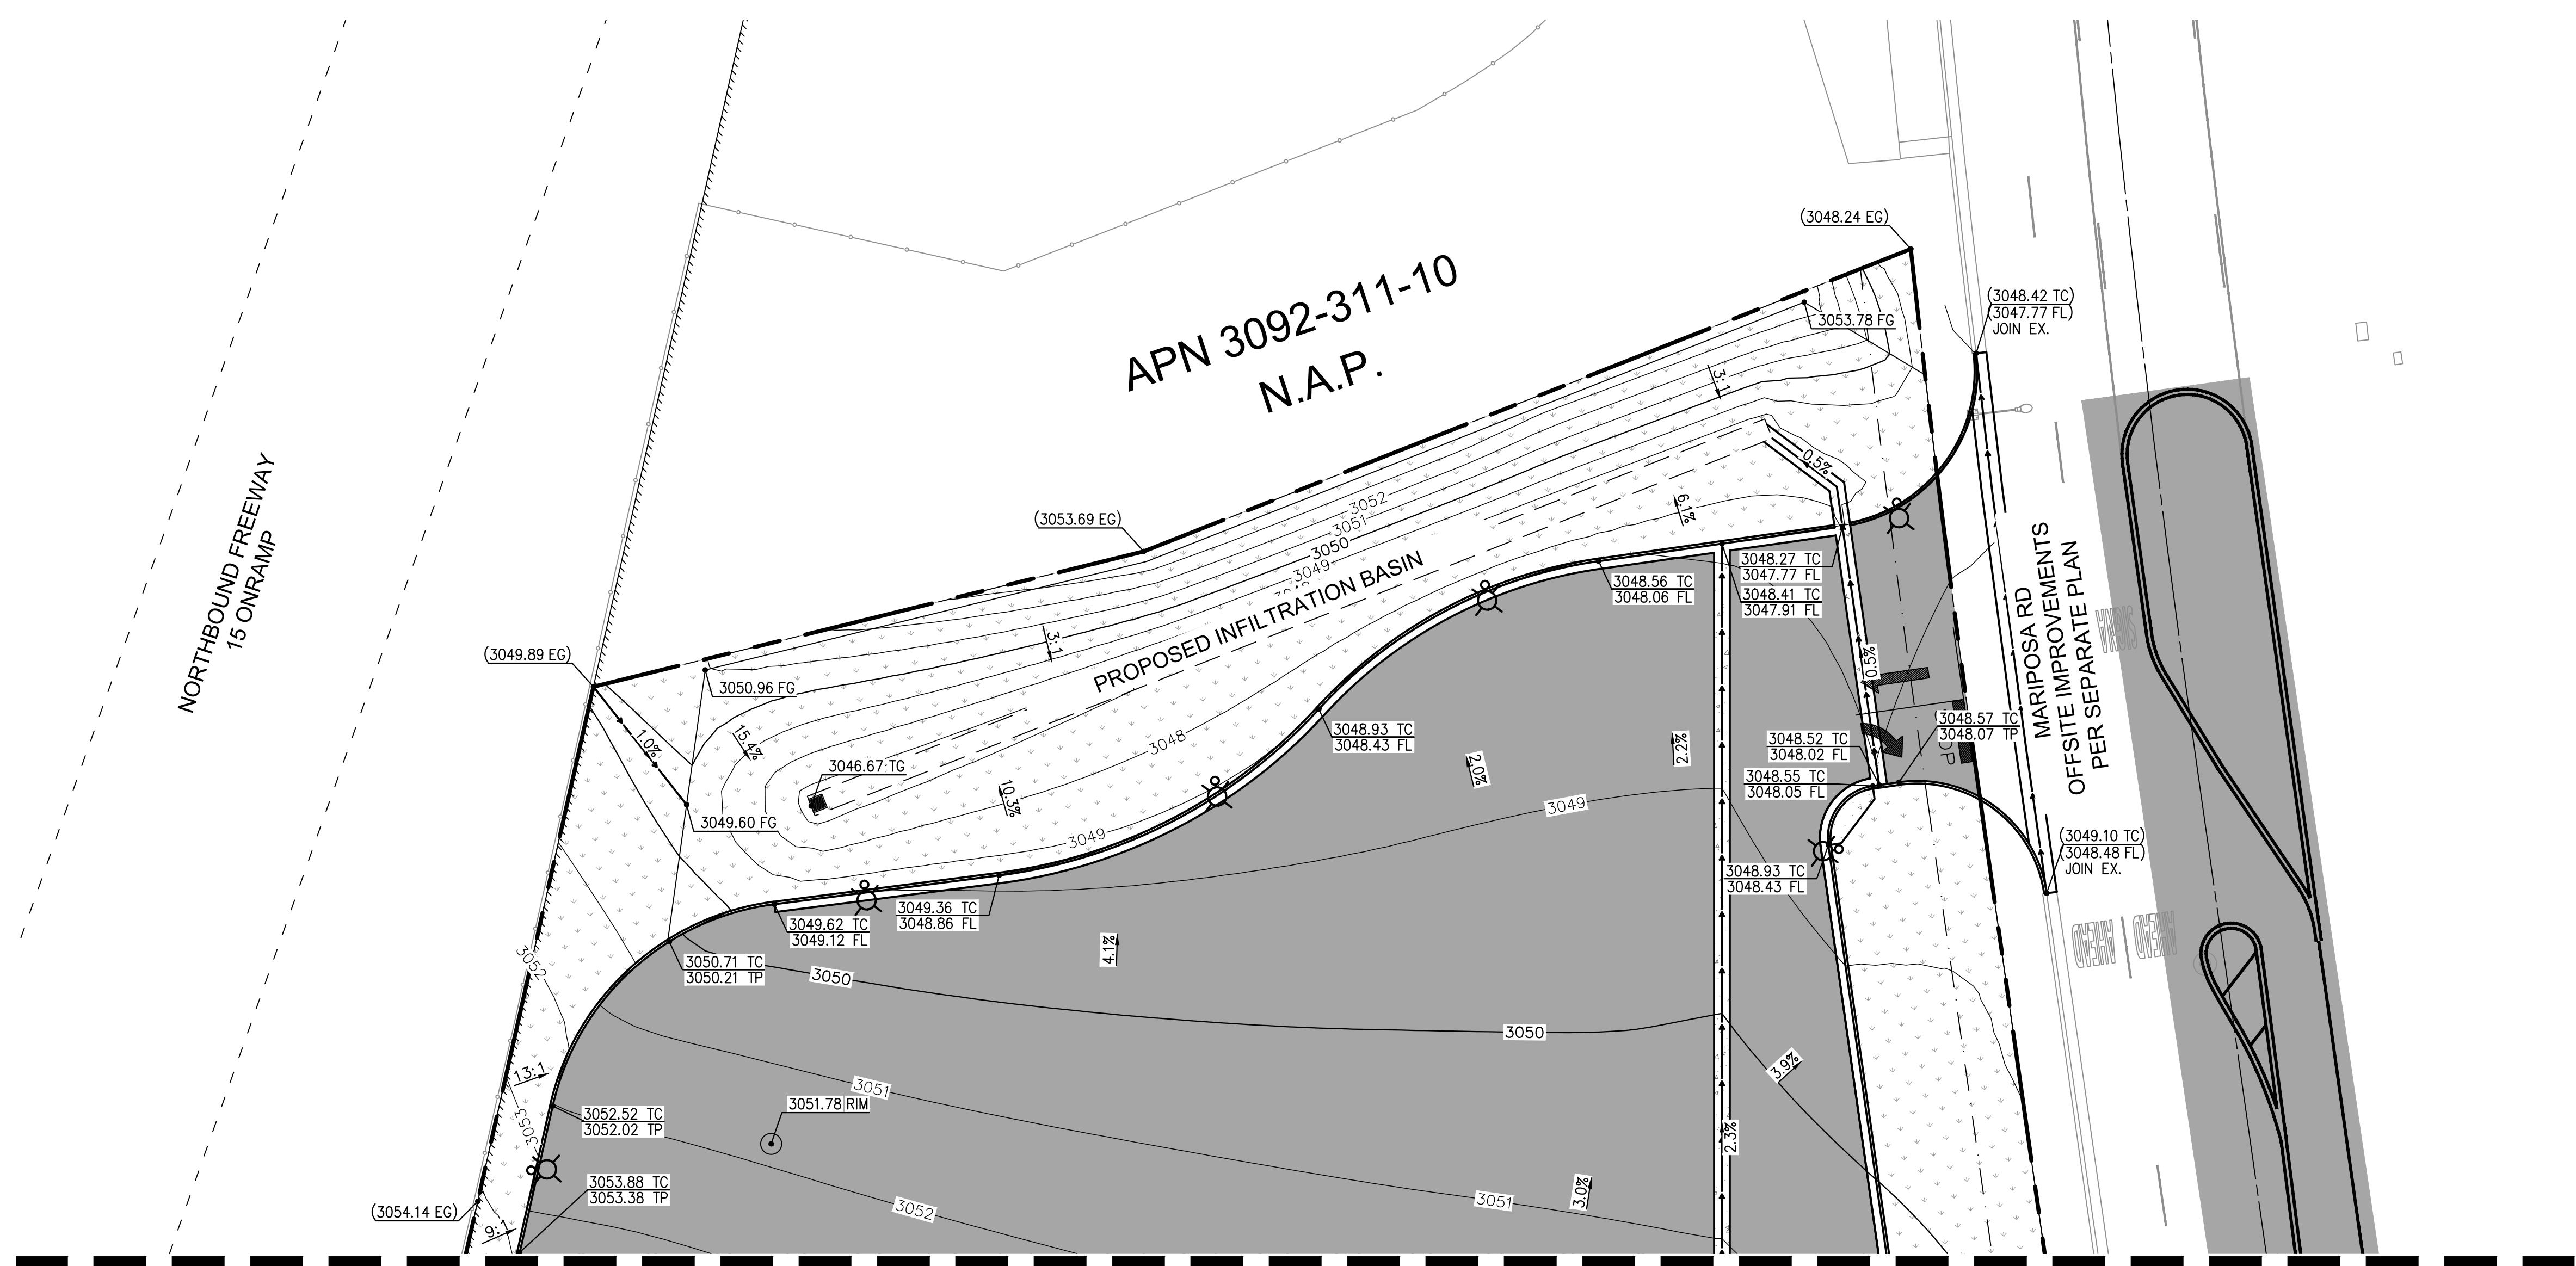 (3048.24 EG)
APN 3092-311-10
N.A.P.
(3048.42 TC)
(3047.77 FL)
JOIN EX.
3053.78 FG
3:1
0.5%
NORTHBOUND FREEWAY
15 ONRAMP
(3053.69 EG)
3052
3051
3050
3049
6.1%
PROPOSED INFILTRATION BASIN
3048.27 TC
3047.77 FL
3048.56 TC
3048.06 FL
3048.41 TC
3047.91 FL
MARIPOSA RD
OFFSITE IMPROVEMENTS
PER SEPARATE PLAN
SIGNAL
(3049.89 EG)
3:1
0.5%
3050.96 FG
1.0%
15.4%
3048
3048.93 TC
3048.43 FL
2.2%
3048.52 TC
3048.02 FL
3048.57 TC
3048.07 TP
3046.67 TG
2.0%
3048.55 TC
3048.05 FL
10.3%
3049
3049.60 FG
3049
(3049.10 TC)
(3048.48 FL)
JOIN EX.
3048.93 TC
3048.43 FL
3049.36 TC
3048.86 FL
3049.62 TC
3049.12 FL
AHEAD
AHEAD
4.1%
3052
3050.71 TC
3050.21 TP
3050
3050
3.9%
13:1
3051
3051.78 RIM
3052.52 TC
3052.02 TP
3053
2.3%
3053.88 TC
3053.38 TP
3.0%
3051
3052
(3054.14 EG)
9:1